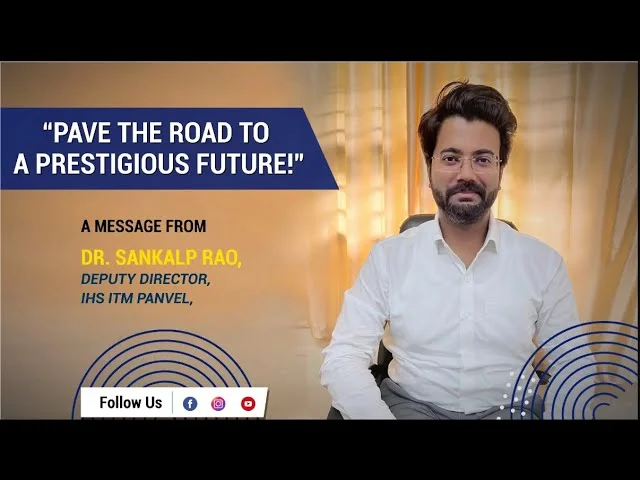 “PAVE THE ROAD TO
A PRESTIGIOUS FUTURE!”
A MESSAGE FROM
DR. SANKALP RAO,
DEPUTY DIRECTOR,
IHS ITM PANVEL,
Follow Us